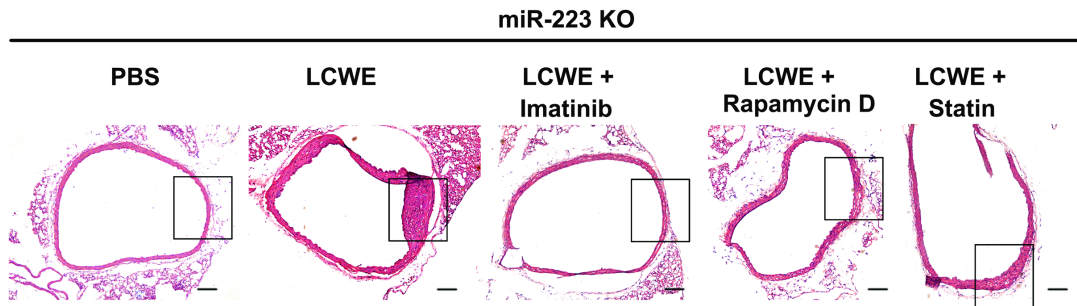 miR-223 KO
PBS
LCWE
LCWE +
Imatinib
LCWE +
Rapamycin D
LCWE +
Statin